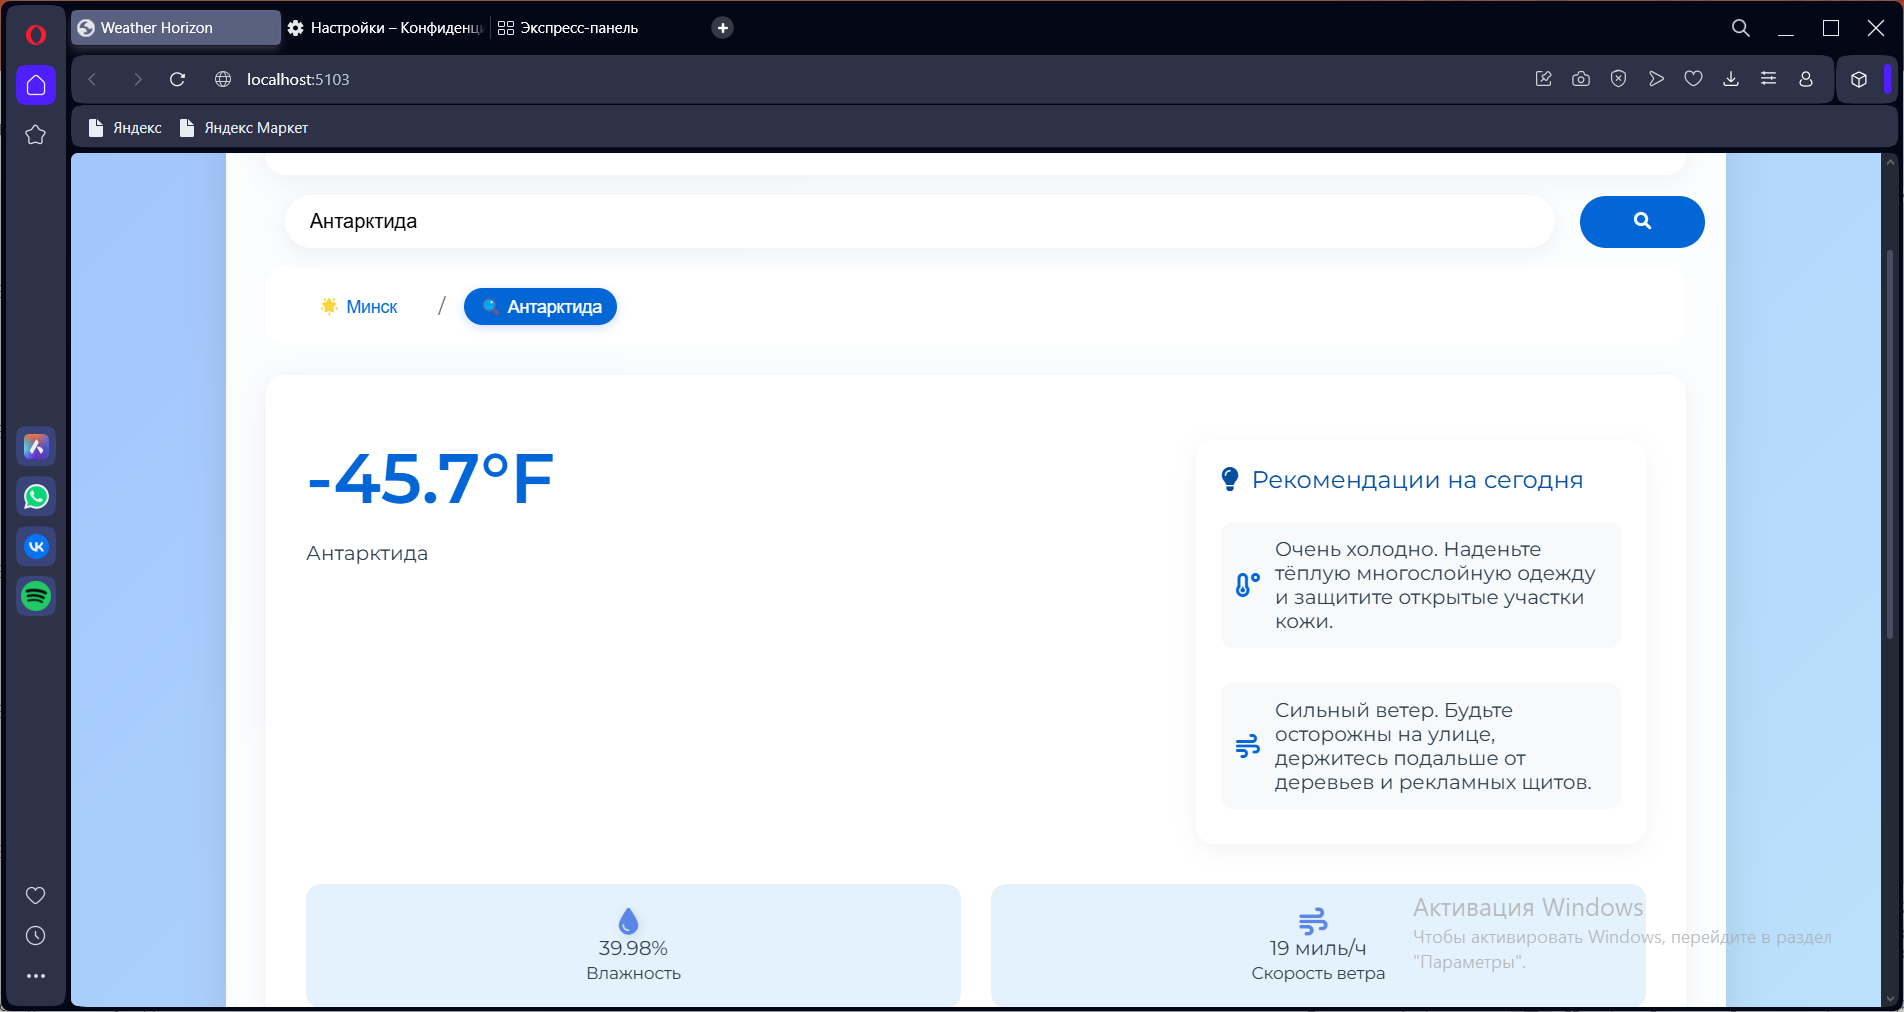 Weather Horizon
Настройки – Конфиденц
Экспресс-панель
localhost:5103
Яндекс
Яндекс Маркет
Антарктида
Минск / Антарктида
-45.7°F
Антарктида
Рекомендации на сегодня
Очень холодно. Наденьте
тёплую многослойную одежду
и защитите открытые участки
кожи.
Сильный ветер. Будьте
осторожны на улице,
держитесь подальше от
деревьев и рекламных щитов.
39.98%
Влажность
19 миль/ч
Скорость ветра
Активация Windows
Чтобы активировать Windows, перейдите в раздел
"Параметры".